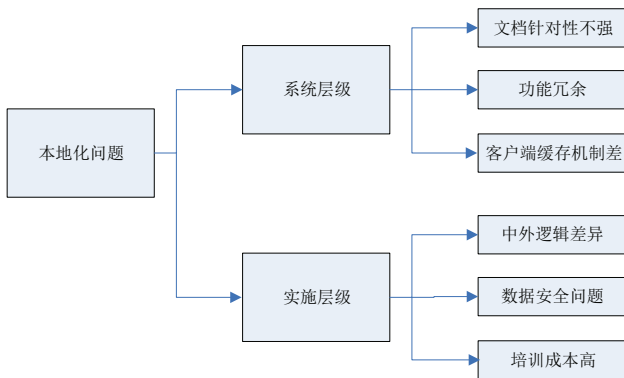 本地化问题
系统层级
文档针对性不强
功能冗余
客户端缓存机制差
实施层级
中外逻辑差异
数据安全问题
培训成本高